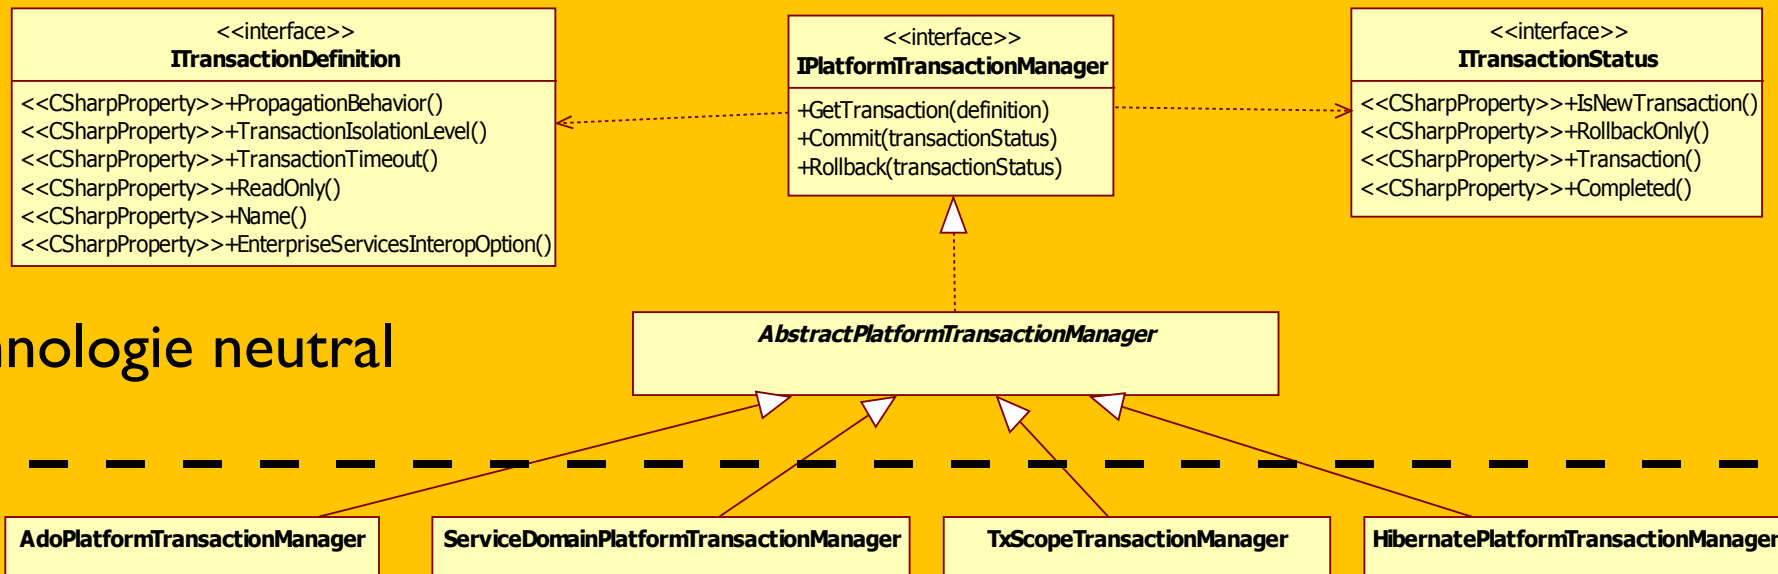 <<interface>>
ITransactionDefinition
<<CSharpProperty>>+PropagationBehavior()
<<CSharpProperty>>+TransactionIsolationLevel()
<<CSharpProperty>>+TransactionTimeout()
<<CSharpProperty>>+ReadOnly()
<<CSharpProperty>>+Name()
<<CSharpProperty>>+EnterpriseServicesInteropOption()
<<interface>>
IPlatformTransactionManager
+GetTransaction(definition)
+Commit(transactionStatus)
+Rollback(transactionStatus)
<<interface>>
ITransactionStatus
<<CSharpProperty>>+IsNewTransaction()
<<CSharpProperty>>+RollbackOnly()
<<CSharpProperty>>+Transaction()
<<CSharpProperty>>+Completed()
AbstractPlatformTransactionManager
nnologie neutral
AdoPlatformTransactionManager
ServiceDomainPlatformTransactionManager
TxScopeTransactionManager
HibernatePlatformTransactionManager